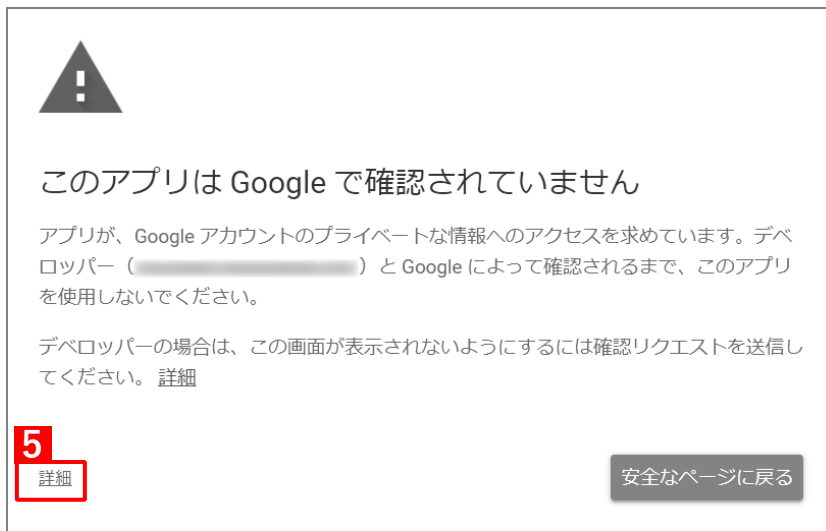 このアプリは Google で確認されていません
アプリが、Google アカウントのプライベートな情報へのアクセスを求めています。デベ
ロッパー（ ）と Google によって確認されるまで、このアプリ
を使用しないでください。
デベロッパーの場合は、この画面が表示されないようにするには確認リクエストを送信し
てください。 詳細
5
詳細
安全なページに戻る